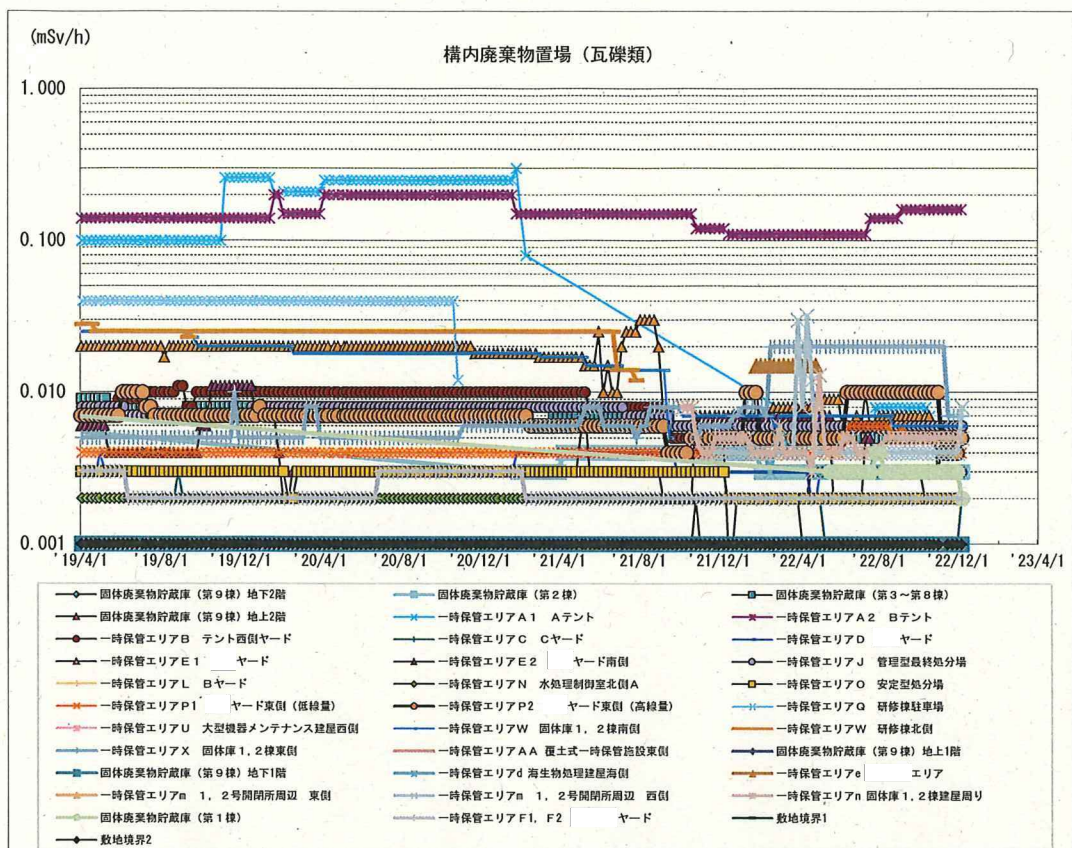 (mSv/h)
構内廃棄物置場（瓦礫類）
1.000
0.100
0.010
0.001
'19/4/1 '19/8/1 '19/12/1 '20/4/1 '20/8/1 '20/12/1 '21/4/1 '21/8/1 '21/12/1 '22/4/1 '22/8/1 '22/12/1 '23/4/1
固体廃棄物貯蔵庫（第９棟）地下2階 固体廃棄物貯蔵庫（第２棟） 固体廃棄物貯蔵庫（第３～第８棟）
固体廃棄物貯蔵庫（第９棟）地上2階 一時保管エリアＡ１　Ａテント 一時保管エリアＡ２　Ｂテント
一時保管エリアＢ　テント西側ヤード 一時保管エリアＣ　Ｃヤード 一時保管エリアＤ ヤード
一時保管エリアＥ１ ヤード 一時保管エリアＥ２ ヤード南側 一時保管エリアＪ　管理型最終処分場
一時保管エリアＬ　Ｂヤード 一時保管エリアＮ　水処理制御室北側Ａ 一時保管エリアＯ　安定型処分場
一時保管エリアＰ1 ヤード東側（低線量） 一時保管エリアＰ2 ヤード東側（高線量） 一時保管エリアＱ　研修棟駐車場
一時保管エリアＵ　大型機器メンテナンス建屋西側 一時保管エリアＷ　固体庫１，２棟南側 一時保管エリアＷ　研修棟北側
一時保管エリアＸ　固体庫１,２棟東側 一時保管エリアＡＡ 覆土式一時保管施設東側 固体廃棄物貯蔵庫（第９棟）地上1階
固体廃棄物貯蔵庫（第９棟）地下1階 一時保管エリアｄ 海生物処理建屋海側 一時保管エリアｅ エリア
一時保管エリアｍ　１，２号開閉所周辺　東側 一時保管エリアｍ　１，２号開閉所周辺　西側 一時保管エリアｎ 固体庫１,２棟建屋周り
固体廃棄物貯蔵庫（第１棟） 一時保管エリアＦ１，Ｆ２ ヤード 敷地境界1
敷地境界2